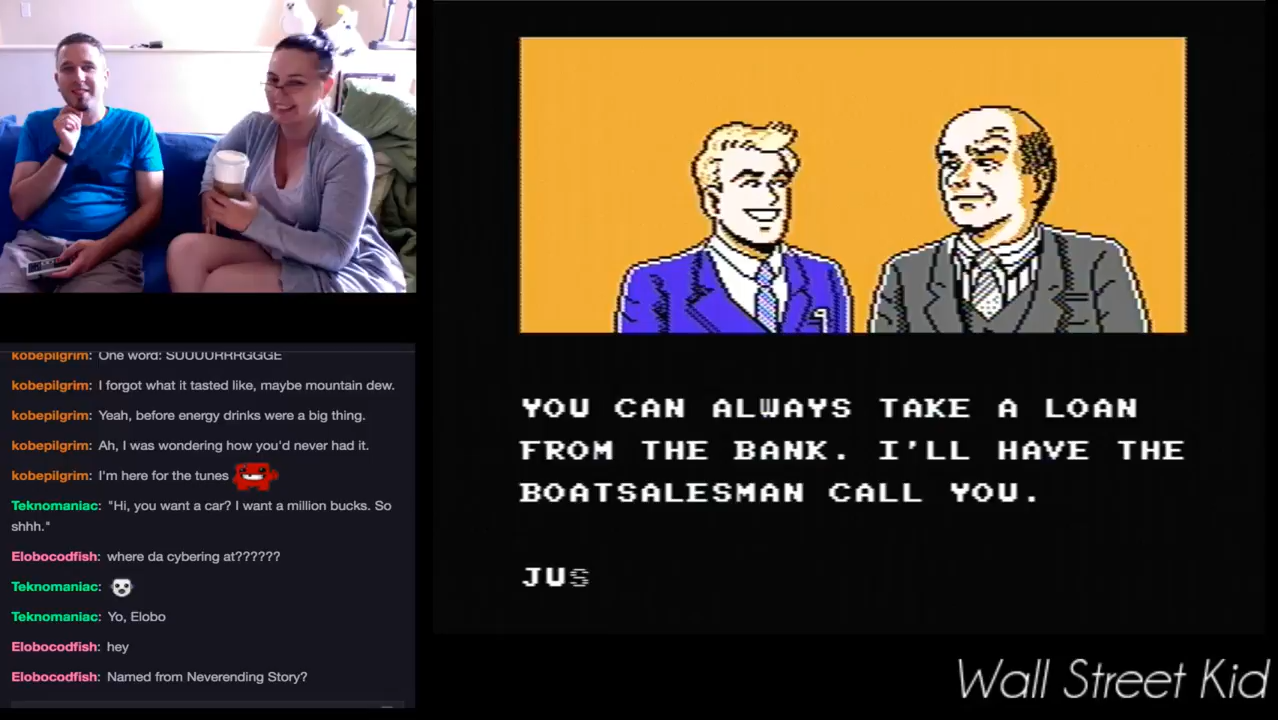 kobepilgrim: One word: SUUUURRRGGGE
kobepilgrim: I forgot what it tasted like, maybe mountain dew.
kobepilgrim: Yeah, before energy drinks were a big thing.
kobepilgrim: Ah, I was wondering how you'd never had it.
kobepilgrim: I'm here for the tunes
Teknomaniac: "Hi, you want a car? I want a million bucks. So
shhh."
Elobocodfish: where da cybering at??????
Teknomaniac:
Teknomaniac: Yo, Elobo
Elobocodfish: hey
Elobocodfish: Named from Neverending Story?
YOU CAN ALWAYS TAKE A LOAN
FROM THE BANK. I'LL HAVE THE
BOATSALESMAN CALL YOU.
JUS
Wall Street Kid